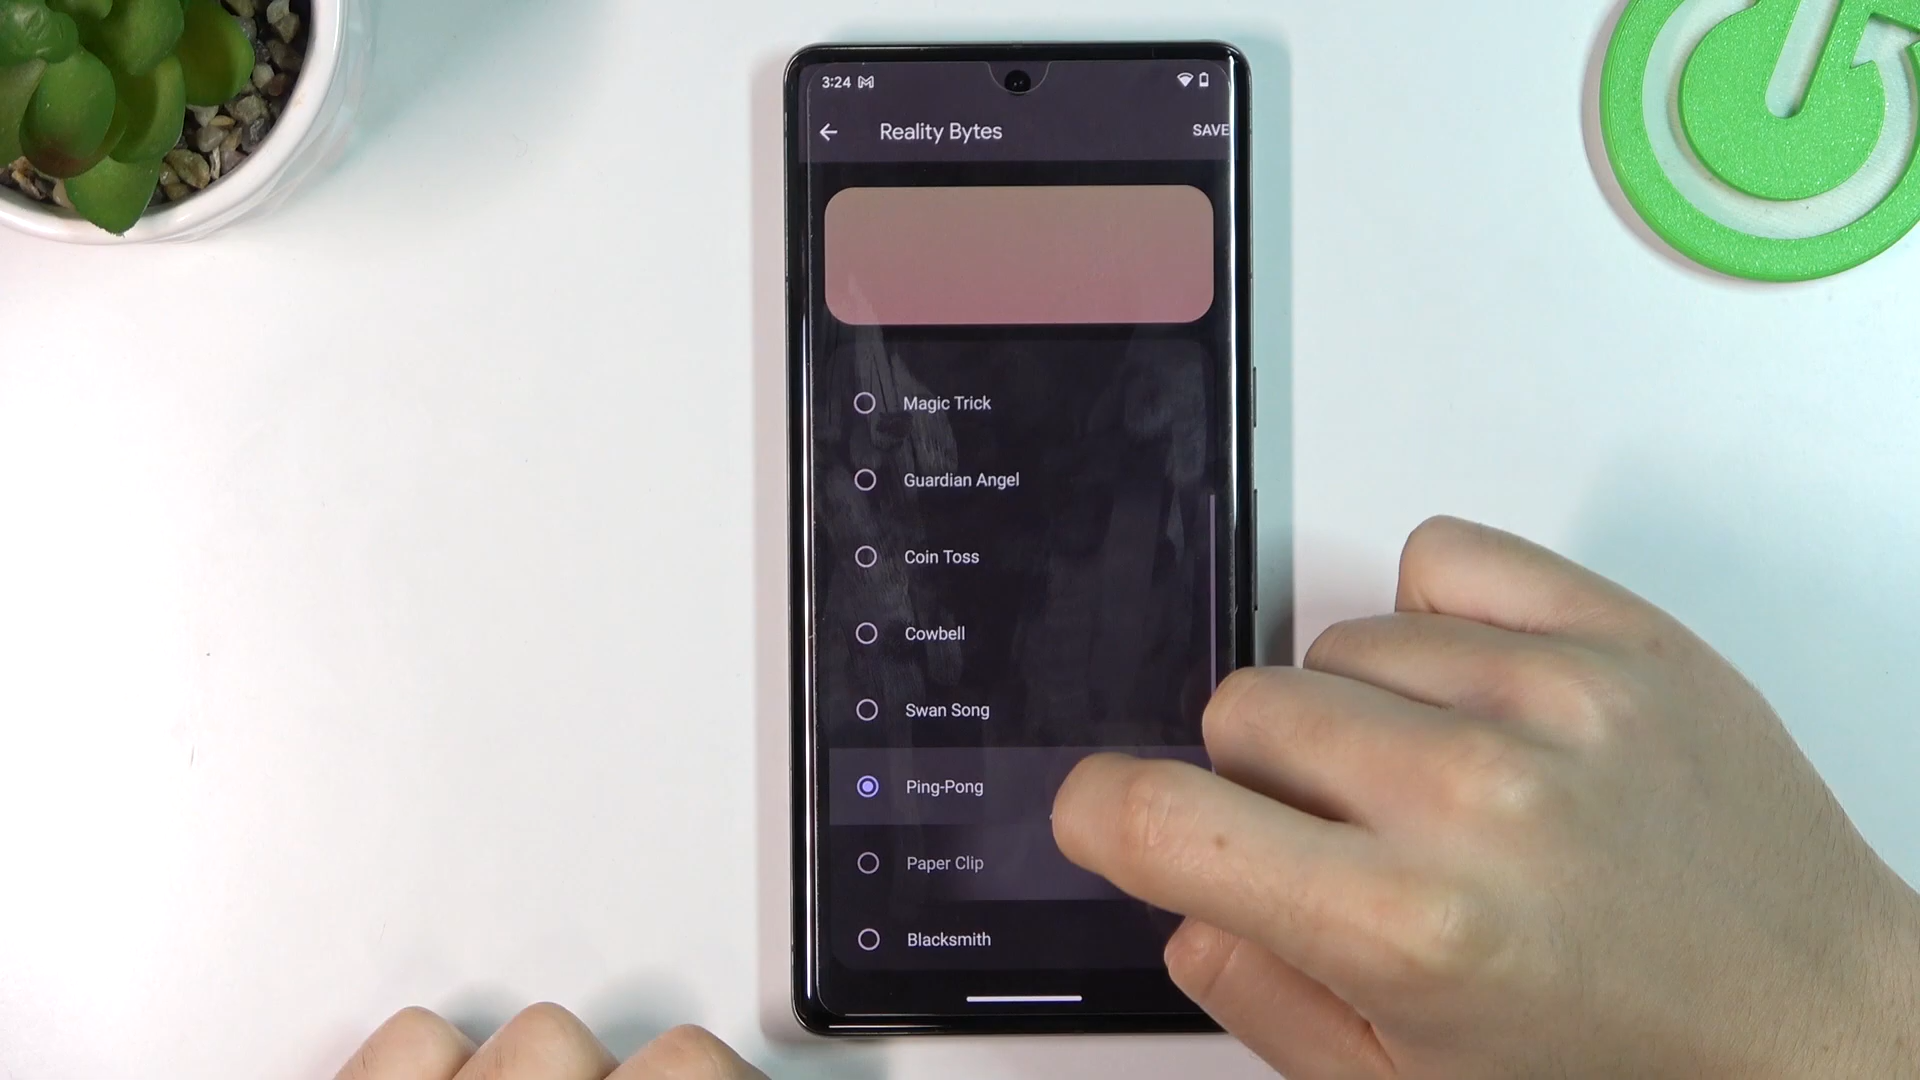 3:24
Reality Bytes
SAVE
Magic Trick
Guardian Angel
Coin Toss
Cowbell
Swan Song
Ping-Pong
Paper Clip
Blacksmith